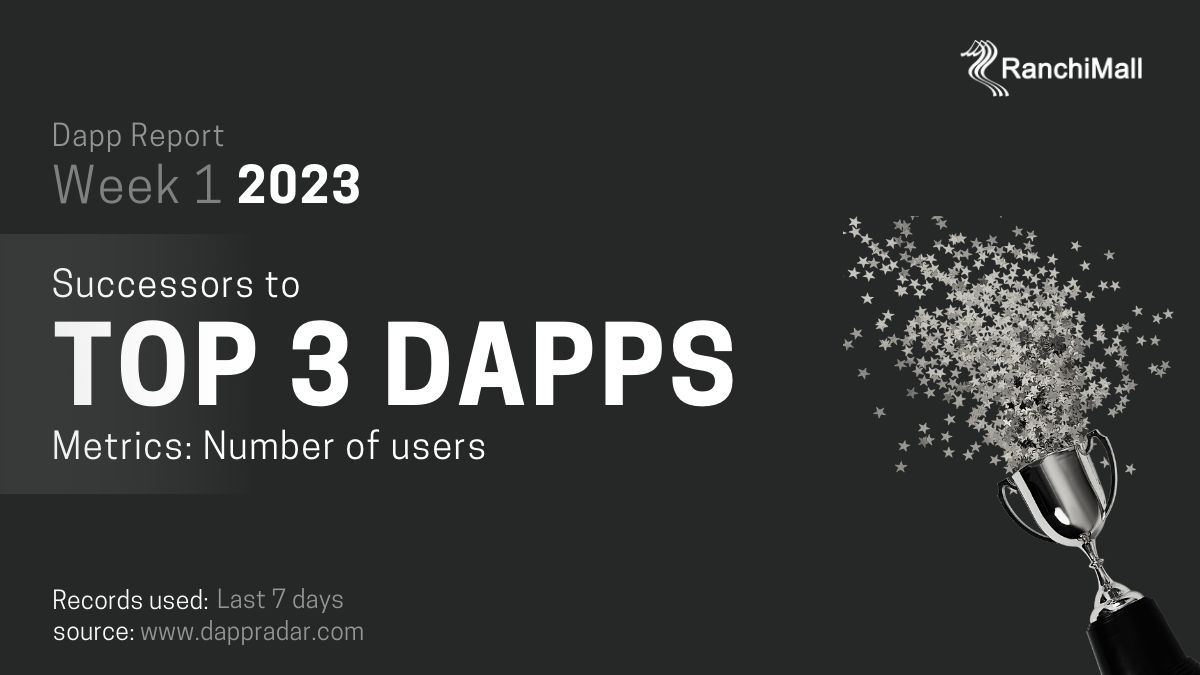 RanchiMall
Dapp Report
Week 1 2023
Successors to
TOP 3 DAPPS
Metrics: Number of users
Records used: Last 7 days
source: www.dappradar.com